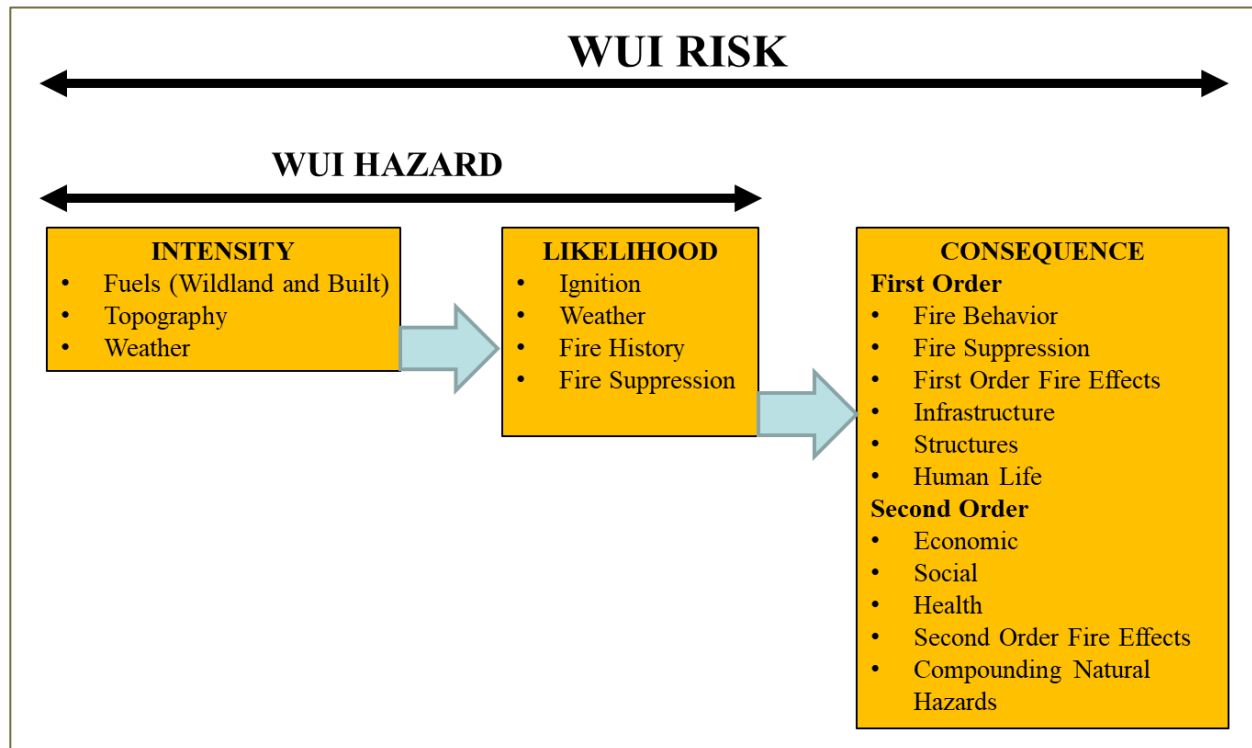 WUI RISK
WUI HAZARD
INTENSITY
• Fuels (Wildland and Built)
• Topography
• Weather
LIKELIHOOD
• Ignition
• Weather
• Fire History
• Fire Suppression
CONSEQUENCE
First Order
• Fire Behavior
• Fire Suppression
• First Order Fire Effects
• Infrastructure
• Structures
• Human Life
Second Order
• Economic
• Social
• Health
• Second Order Fire Effects
• Compounding Natural
Hazards